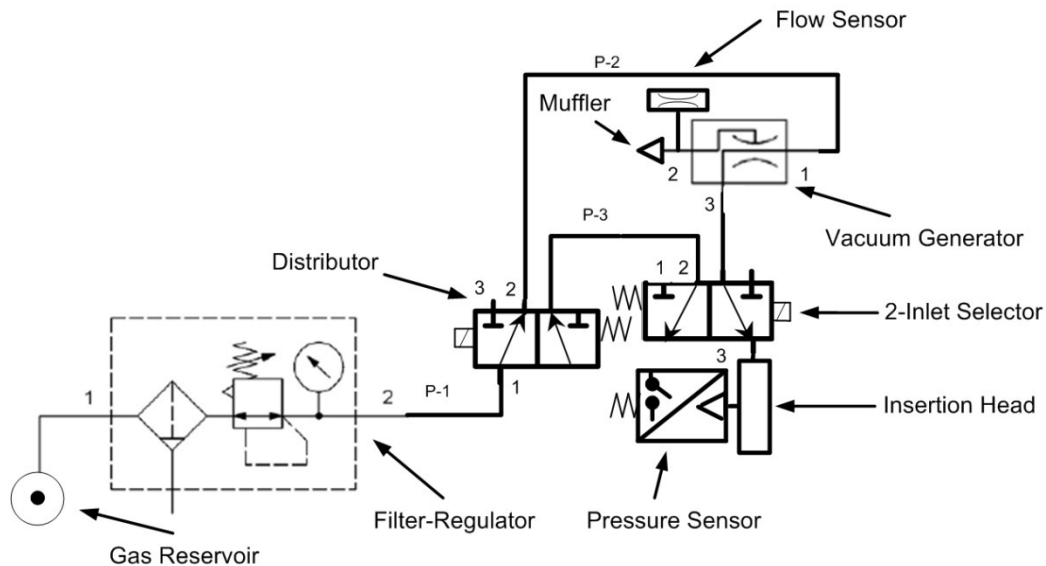 Flow Sensor
P-2
Muffler
2
1
3
Vacuum Generator
P-3
Distributor
3
2
1
2
2-Inlet Selector
1
P-1
1
2
3
Insertion Head
Filter-Regulator
Pressure Sensor
Gas Reservoir